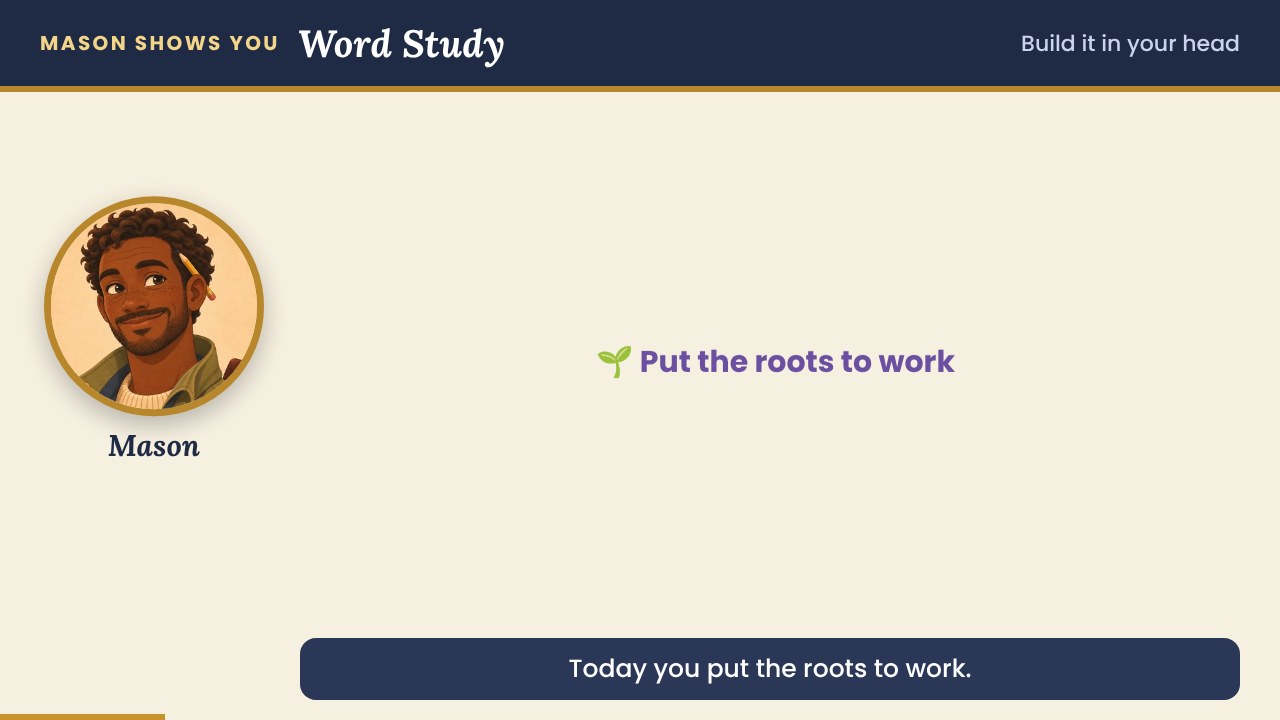 MASON SHOWS YOU Word Study
Build it in your head
Mason
🌱 Put the roots to work
Today you put the roots to work.